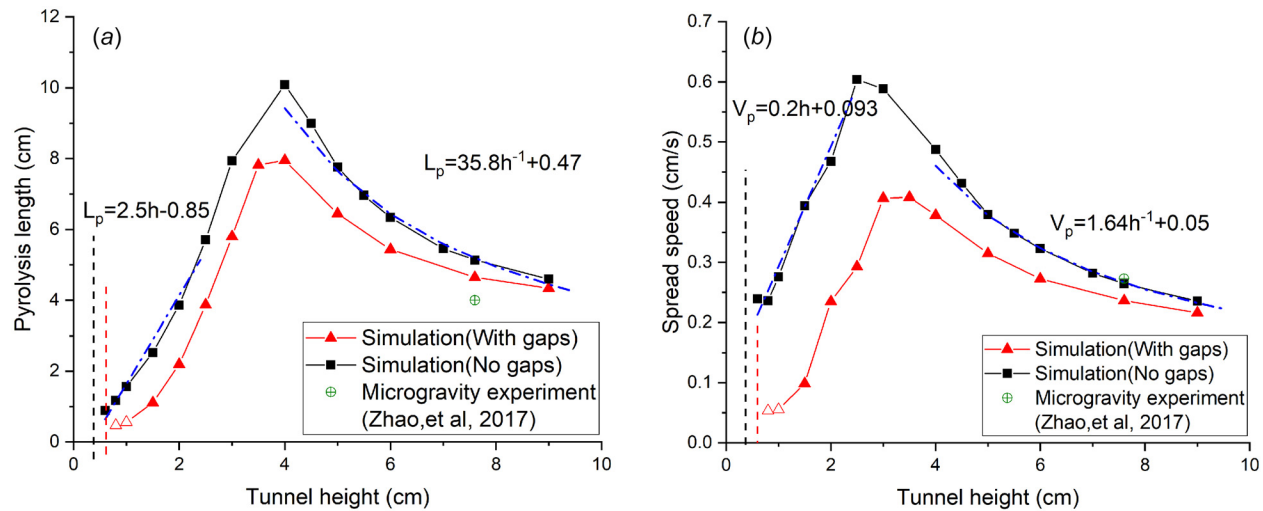 (a)
12
10
8
6
4
2
0
Pyrolysis length (cm)
L_p=35.8h^-1+0.47
L_p=2.5h-0.85
Simulation(With gaps)
Simulation(No gaps)
Microgravity experiment
(Zhao,et al, 2017)
0 2 4 6 8 10
Tunnel height (cm)
(b)
0.7
0.6
0.5
0.4
0.3
0.2
0.1
0.0
Spread speed (cm/s)
V_p=0.2h+0.093
V_p=1.64h^-1+0.05
Simulation(With gaps)
Simulation(No gaps)
Microgravity experiment
(Zhao,et al, 2017)
0 2 4 6 8 10
Tunnel height (cm)